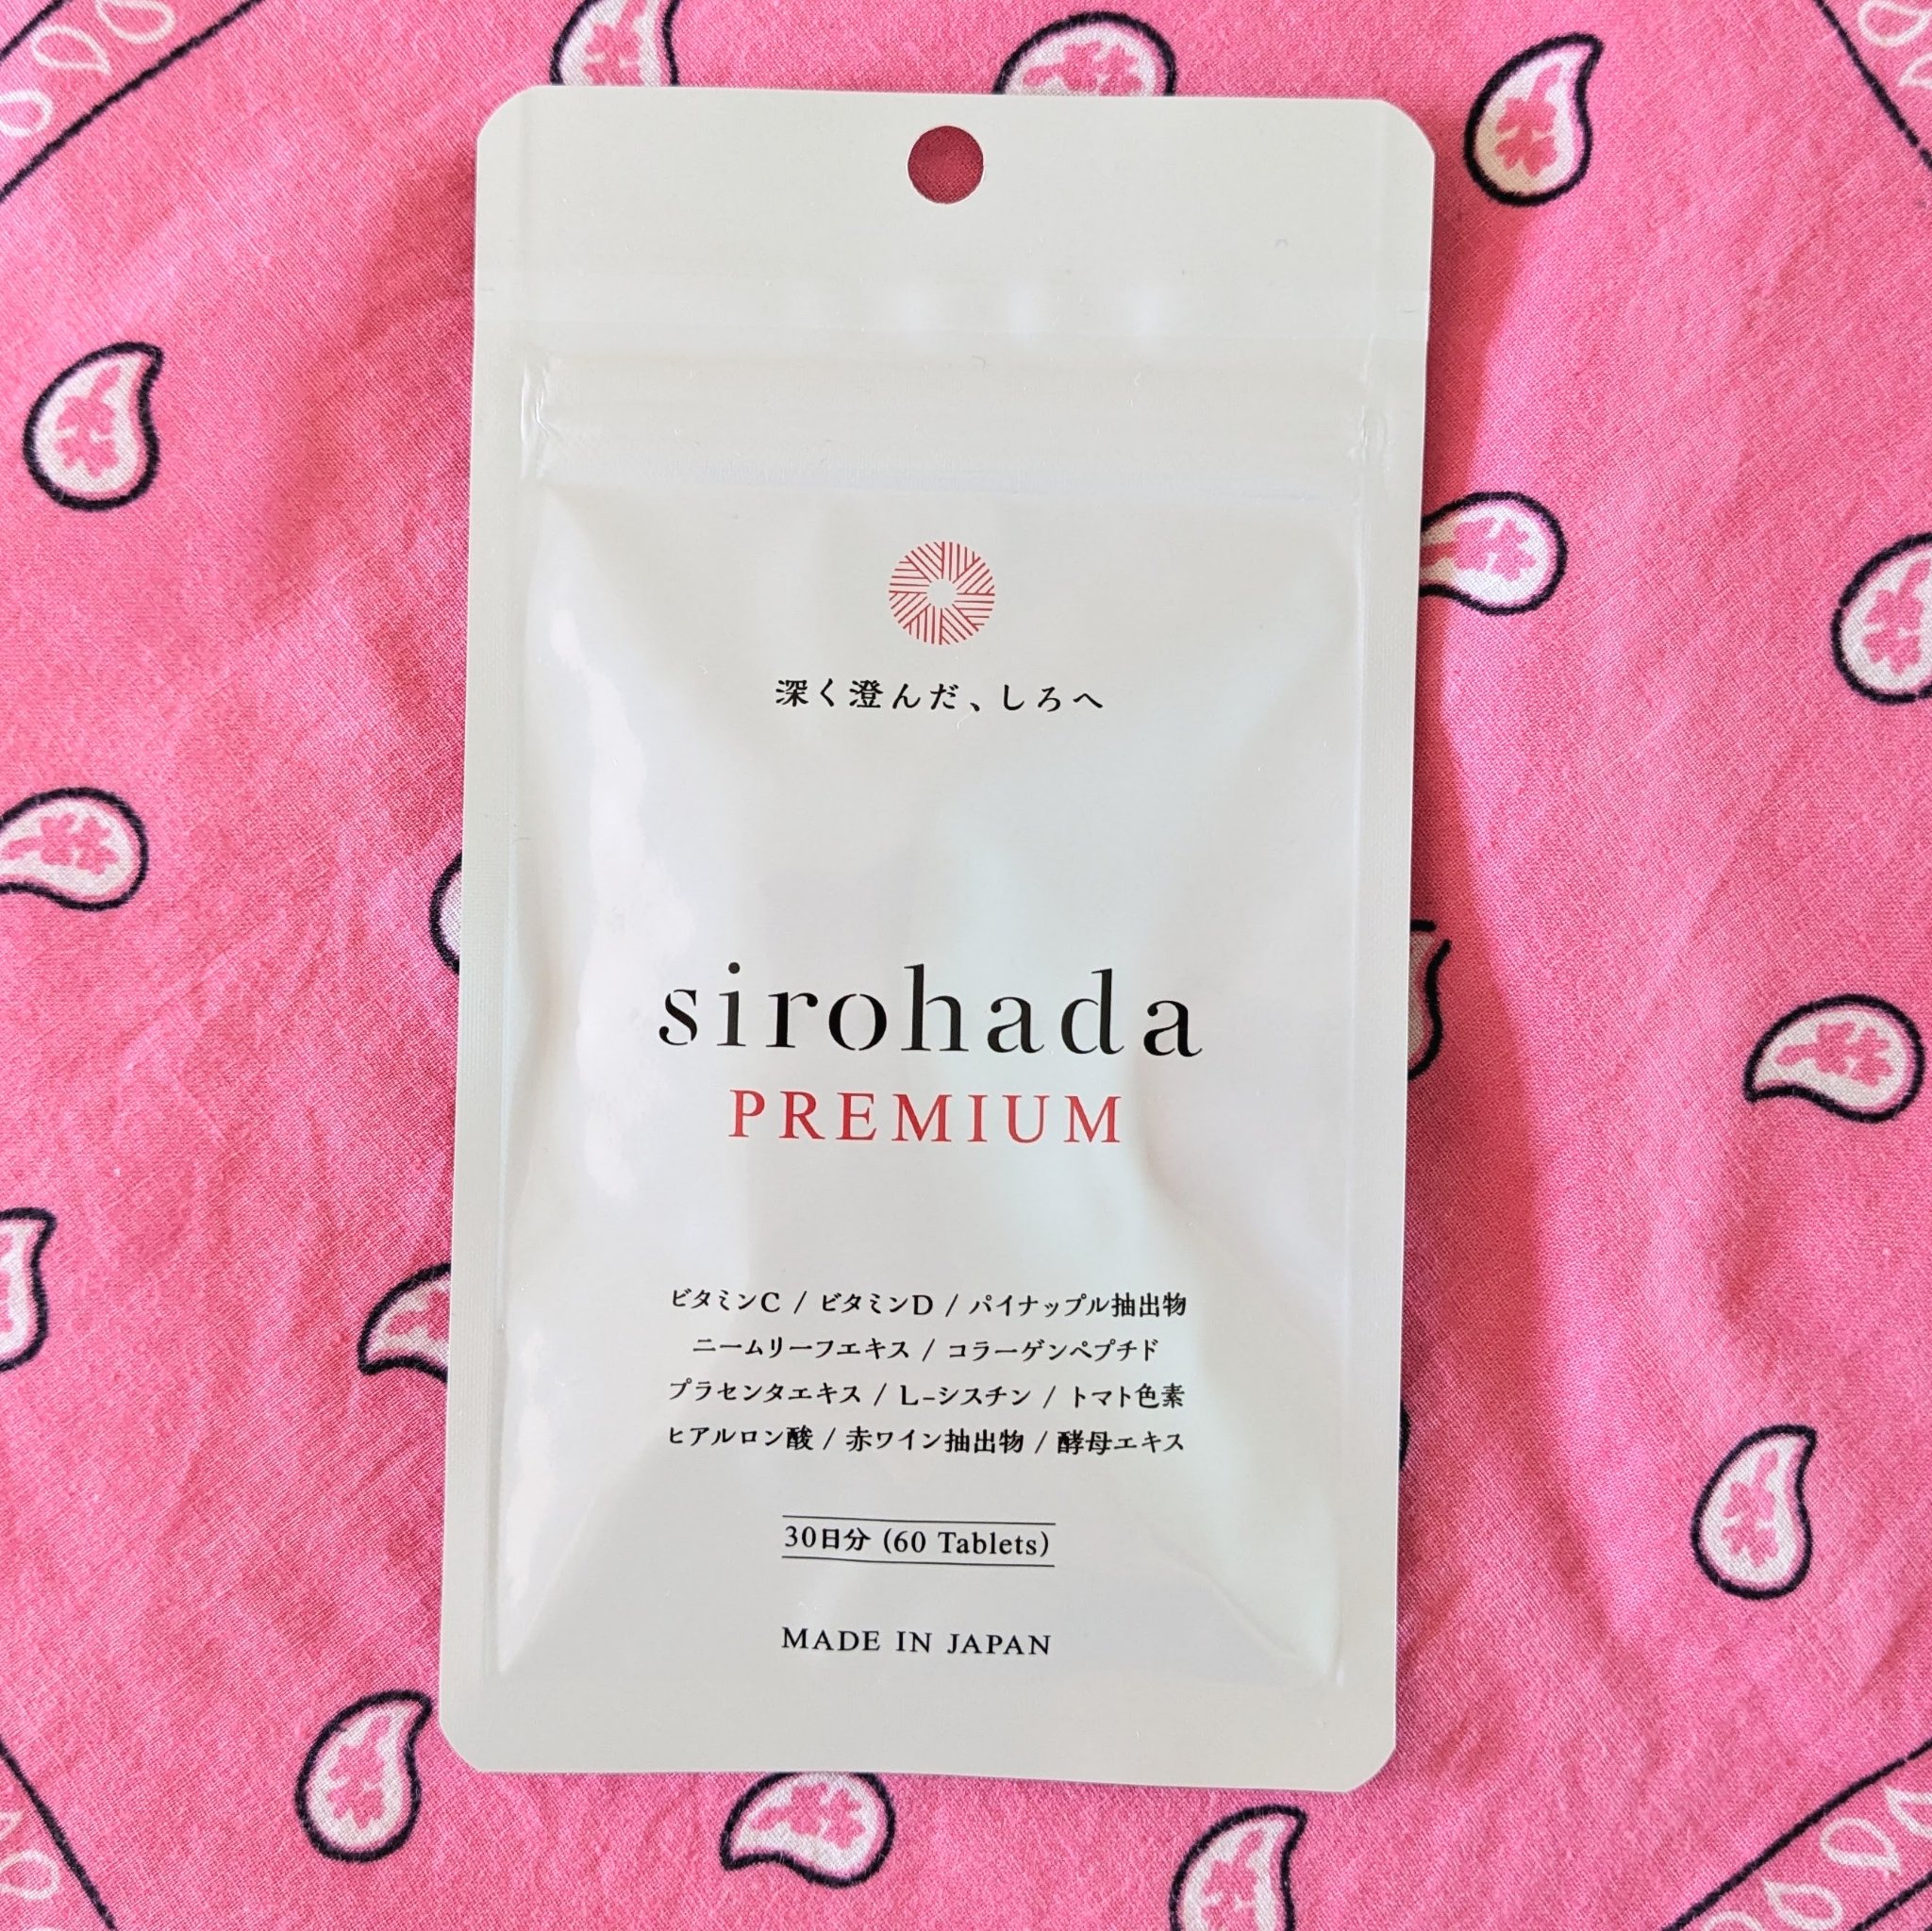 深く澄んだ、しろへ
sirohada
PREMIUM
ビタミンC / ビタミンD / パイナップル抽出物
ニームリーフエキス / コラーゲンペプチド
プラセンタエキス / L-シスチン / トマト色素
ヒアルロン酸 / 赤ワイン抽出物 / 酵母エキス
30日分 (60 Tablets)
MADE IN JAPAN